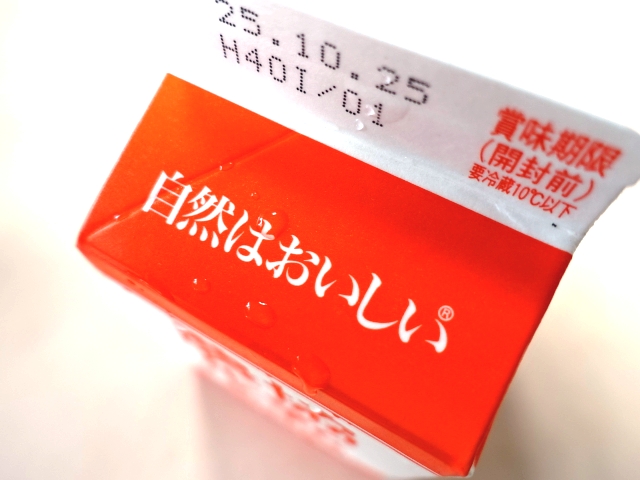 25.10.25
H40I/01
賞味期限
(開封前)
要冷蔵10℃以下
自然はおいしい®